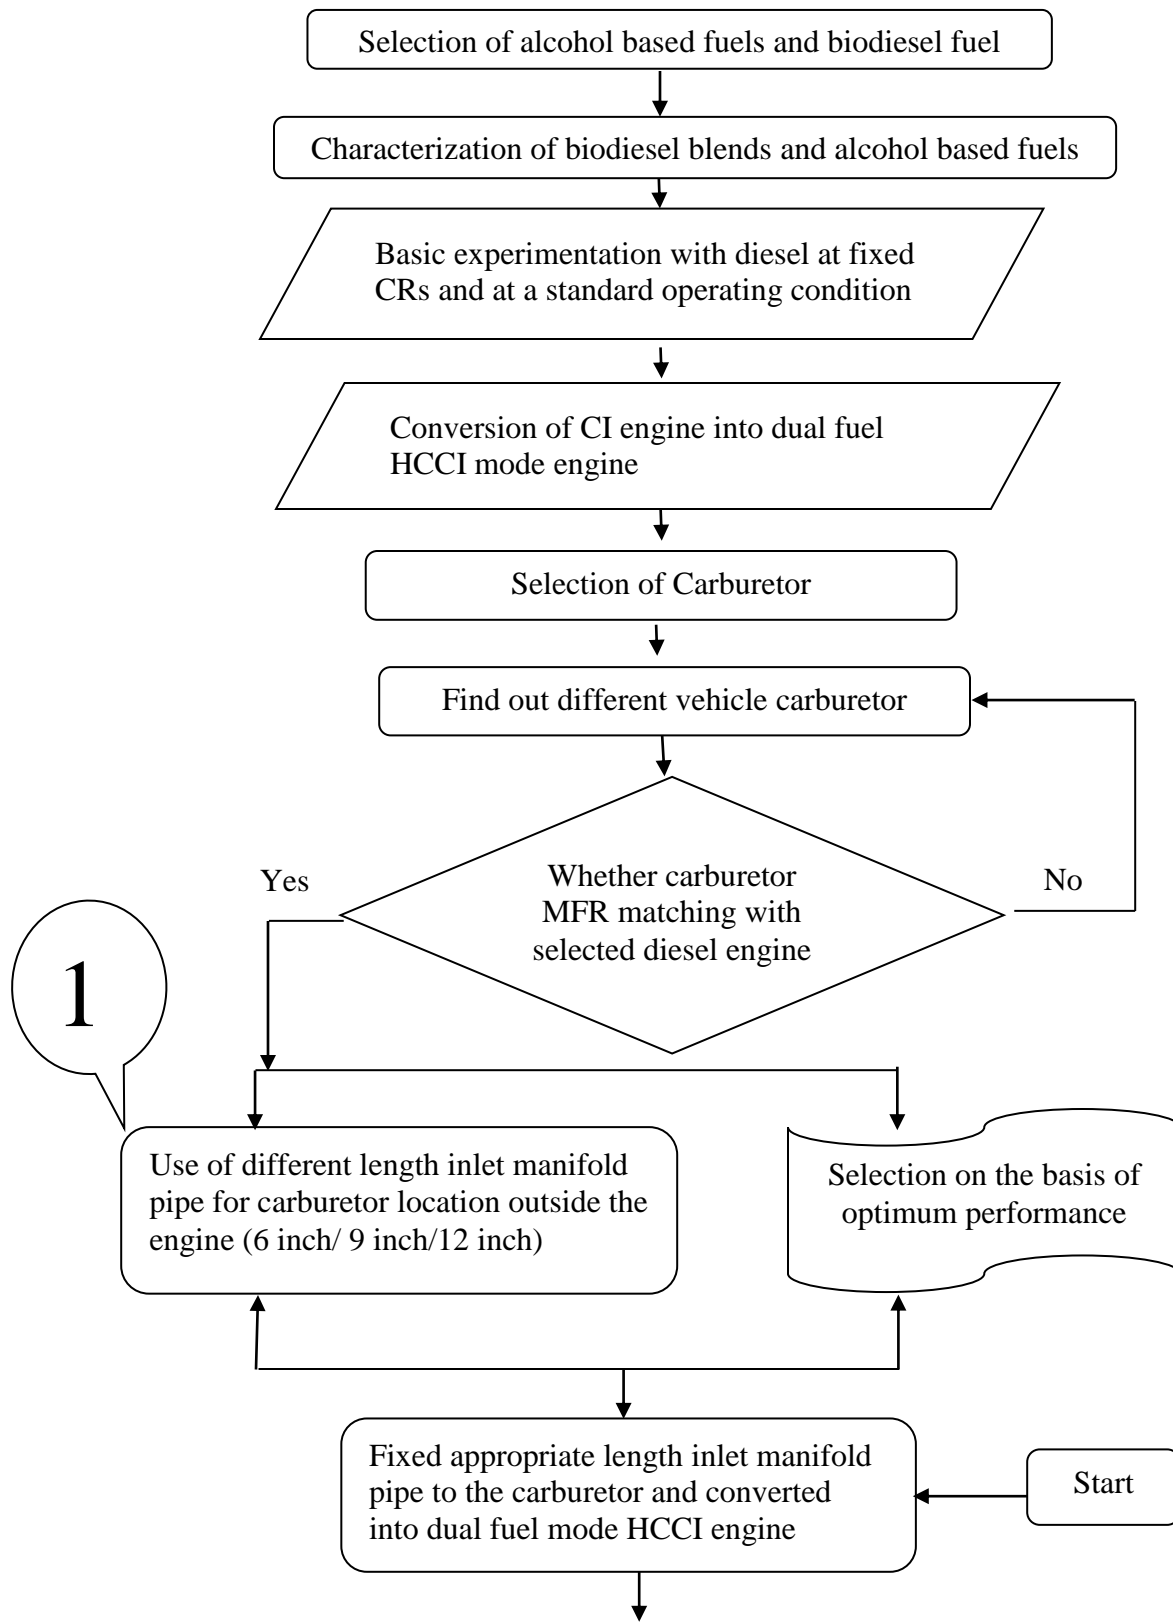 Selection of alcohol based fuels and biodiesel fuel
Characterization of biodiesel blends and alcohol based fuels
Basic experimentation with diesel at fixed
CRs and at a standard operating condition
Conversion of CI engine into dual fuel
HCCI mode engine
Selection of Carburetor
Find out different vehicle carburetor
Yes
Whether carburetor
MFR matching with
selected diesel engine
No
1
Use of different length inlet manifold
pipe for carburetor location outside the
engine (6 inch/ 9 inch/12 inch)
Selection on the basis of
optimum performance
Fixed appropriate length inlet manifold
pipe to the carburetor and converted
into dual fuel mode HCCI engine
Start